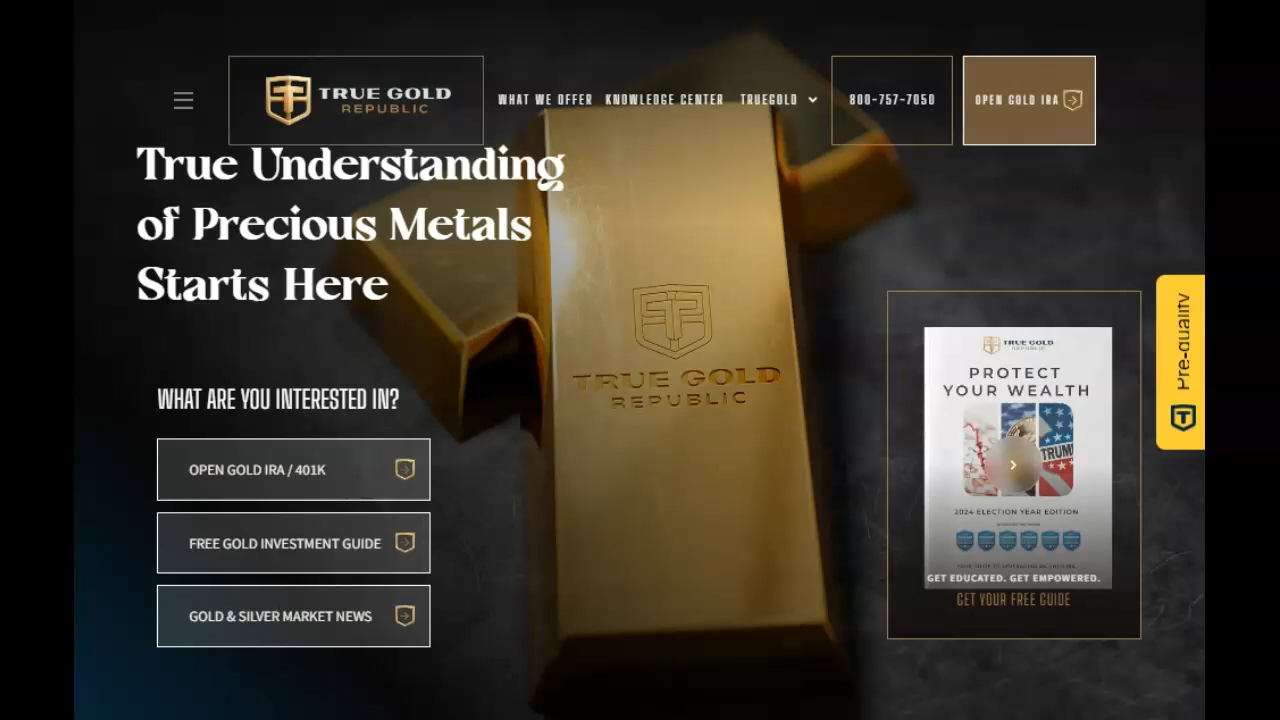 TRUE GOLD
REPUBLIC
WHAT WE OFFER
KNOWLEDGE CENTER
TRUEGOLD
800-757-7050
OPEN GOLD IRA
True Understanding
of Precious Metals
Starts Here
TRUE GOLD
REPUBLIC
WHAT ARE YOU INTERESTED IN?
OPEN GOLD IRA / 401K
FREE GOLD INVESTMENT GUIDE
GOLD & SILVER MARKET NEWS
TRUE GOLD
REPUBLIC
PROTECT
YOUR WEALTH
TRUMP
2024 ELECTION YEAR EDITION
GET EDUCATED. GET EMPOWERED.
GET YOUR FREE GUIDE
Pre-qualify